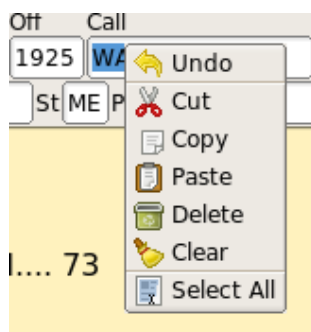 Off Call
1925 WA
Undo
St ME P
Cut
Copy
Paste
Delete
.... 73
Clear
Select All